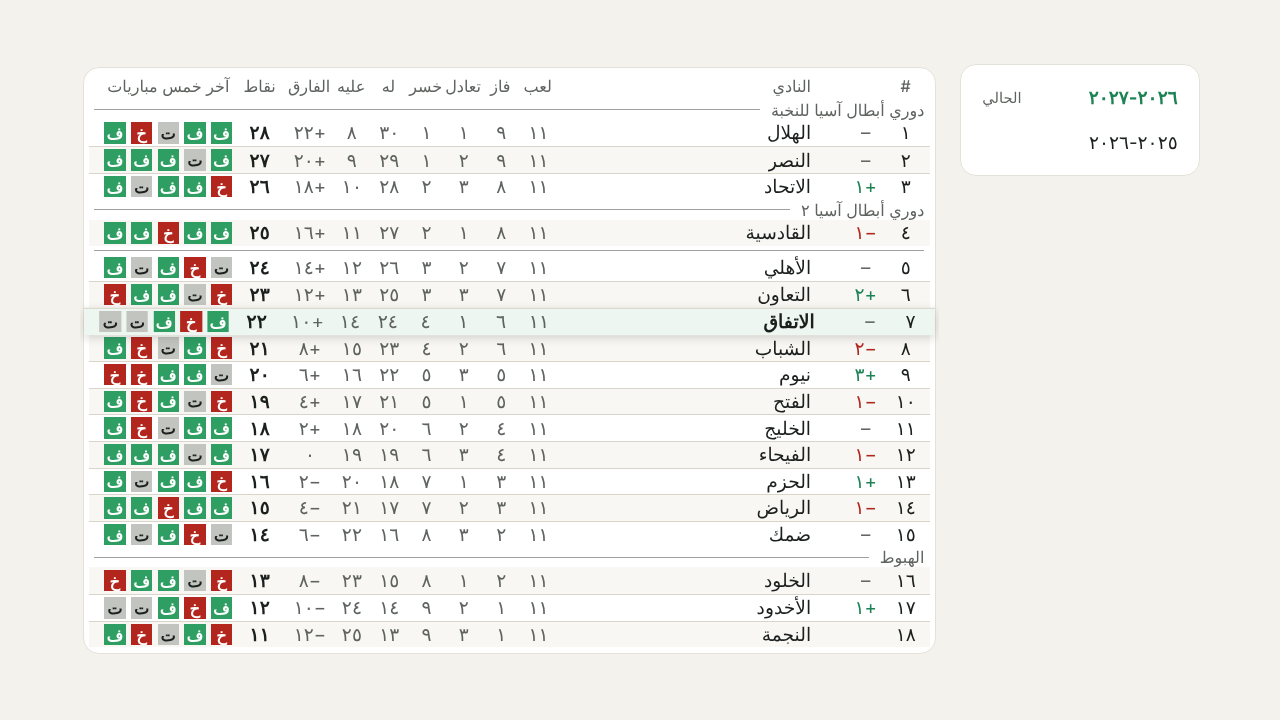 ٢٠٢٦-٢٠٢٧ الحالي
٢٠٢٥-٢٠٢٦
# النادي لعب فاز تعادل خسر له عليه الفارق نقاط آخر خمس مباريات
دوري أبطال آسيا للنخبة
١ – الهلال ١١ ٩ ١ ١ ٣٠ ٨ +٢٢ ٢٨ ف ف ت خ ف
٢ – النصر ١١ ٩ ٢ ١ ٢٩ ٩ +٢٠ ٢٧ ف ت ف ف ف
٣ +١ الاتحاد ١١ ٨ ٣ ٢ ٢٨ ١٠ +١٨ ٢٦ خ ف ف ت ف
دوري أبطال آسيا ٢
٤ –١ القادسية ١١ ٨ ١ ٢ ٢٧ ١١ +١٦ ٢٥ ف ف خ ف ف
٥ – الأهلي ١١ ٧ ٢ ٣ ٢٦ ١٢ +١٤ ٢٤ ت خ ف ت ف
٦ +٢ التعاون ١١ ٧ ٣ ٣ ٢٥ ١٣ +١٢ ٢٣ خ ت ف ف خ
٧ – الاتفاق ١١ ٦ ١ ٤ ٢٤ ١٤ +١٠ ٢٢ ف خ ف ت ت
٨ –٢ الشباب ١١ ٦ ٢ ٤ ٢٣ ١٥ +٨ ٢١ خ ف ت خ ف
٩ +٣ نيوم ١١ ٥ ٣ ٥ ٢٢ ١٦ +٦ ٢٠ ت ف ف خ خ
١٠ –١ الفتح ١١ ٥ ١ ٥ ٢١ ١٧ +٤ ١٩ خ ت ف خ ف
١١ – الخليج ١١ ٤ ٢ ٦ ٢٠ ١٨ +٢ ١٨ ف ف ت خ ف
١٢ –١ الفيحاء ١١ ٤ ٣ ٦ ١٩ ١٩ ٠ ١٧ ف ت ف ف ف
١٣ +١ الحزم ١١ ٣ ١ ٧ ١٨ ٢٠ –٢ ١٦ خ ف ف ت ف
١٤ –١ الرياض ١١ ٣ ٢ ٧ ١٧ ٢١ –٤ ١٥ ف ف خ ف ف
١٥ – ضمك ١١ ٢ ٣ ٨ ١٦ ٢٢ –٦ ١٤ ت خ ف ت ف
الهبوط
١٦ – الخلود ١١ ٢ ١ ٨ ١٥ ٢٣ –٨ ١٣ خ ت ف ف خ
١٧ +١ الأخدود ١١ ١ ٢ ٩ ١٤ ٢٤ –١٠ ١٢ ف خ ف ت ت
١٨ النجمة ١١ ١ ٣ ٩ ١٣ ٢٥ –١٢ ١١ خ ف ت خ ف